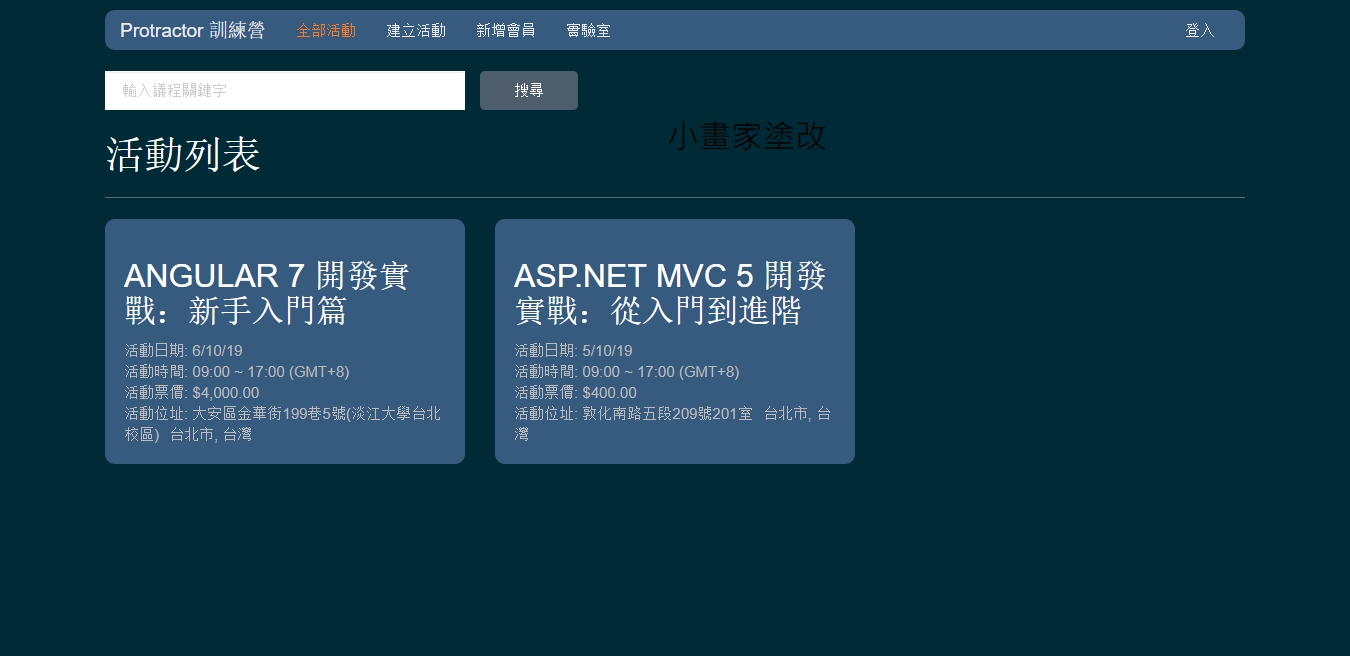 Protractor 訓練營 全部活動 建立活動 新增會員 實驗室 登入
輸入議程關鍵字 搜尋
小畫家塗改
活動列表
ANGULAR 7 開發實
戰：新手入門篇
活動日期: 6/10/19
活動時間: 09:00 ~ 17:00 (GMT+8)
活動票價: $4,000.00
活動位址: 大安區金華街199巷5號(淡江大學台北
校區) 台北市, 台灣
ASP.NET MVC 5 開發
實戰：從入門到進階
活動日期: 5/10/19
活動時間: 09:00 ~ 17:00 (GMT+8)
活動票價: $400.00
活動位址: 敦化南路五段209號201室 台北市, 台
灣